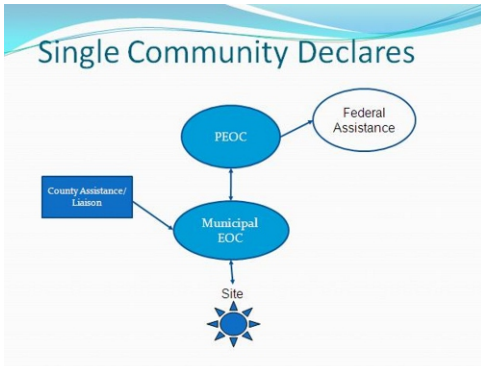 Single Community Declares
Federal
Assistance
PEOC
County Assistance/
Liaison
Municipal
EOC
Site